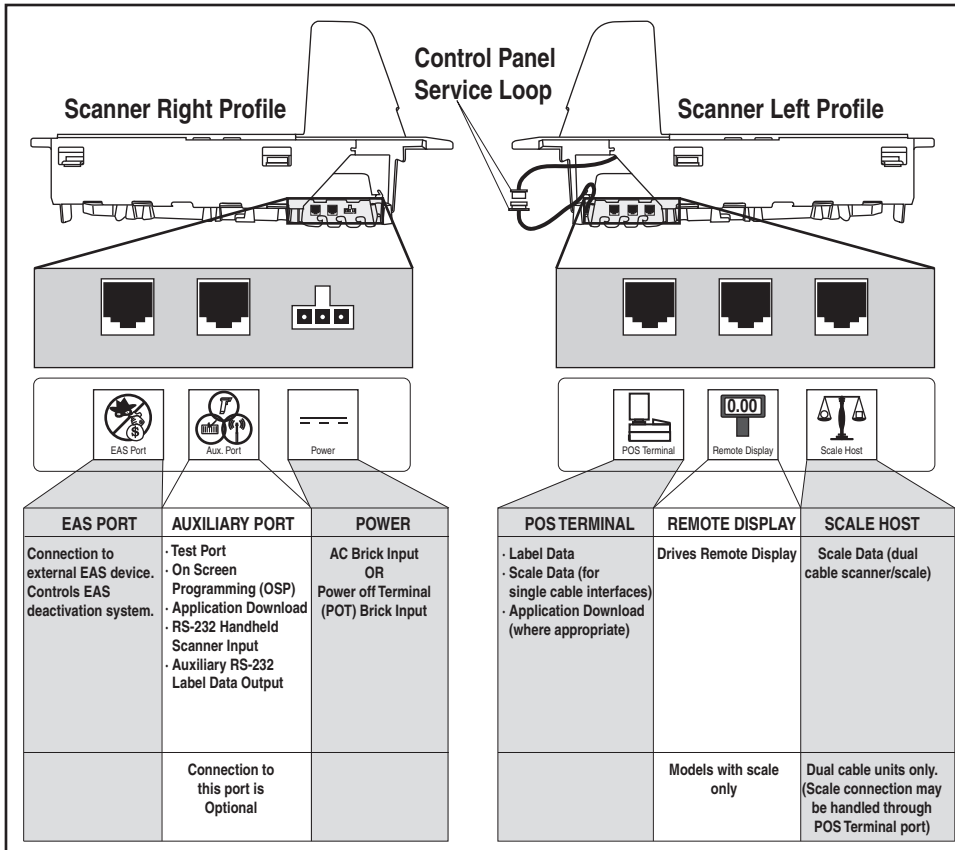 Control Panel
Service Loop
Scanner Right Profile
Scanner Left Profile
EAS Port
Aux. Port
Power
0.00
POS Terminal
Remote Display
Scale Host
$
EAS PORT
Connection to
external EAS device.
Controls EAS
deactivation system.
AUXILIARY PORT
· Test Port
· On Screen
Programming (OSP)
· Application Download
· RS-232 Handheld
Scanner Input
· Auxiliary RS-232
Label Data Output
Connection to
this port is
Optional
POWER
AC Brick Input
OR
Power off Terminal
(POT) Brick Input
POS TERMINAL
· Label Data
· Scale Data (for
single cable interfaces)
· Application Download
(where appropriate)
REMOTE DISPLAY
Drives Remote Display
Models with scale
only
SCALE HOST
Scale Data (dual
cable scanner/scale)
Dual cable units only.
(Scale connection may
be handled through
POS Terminal port)